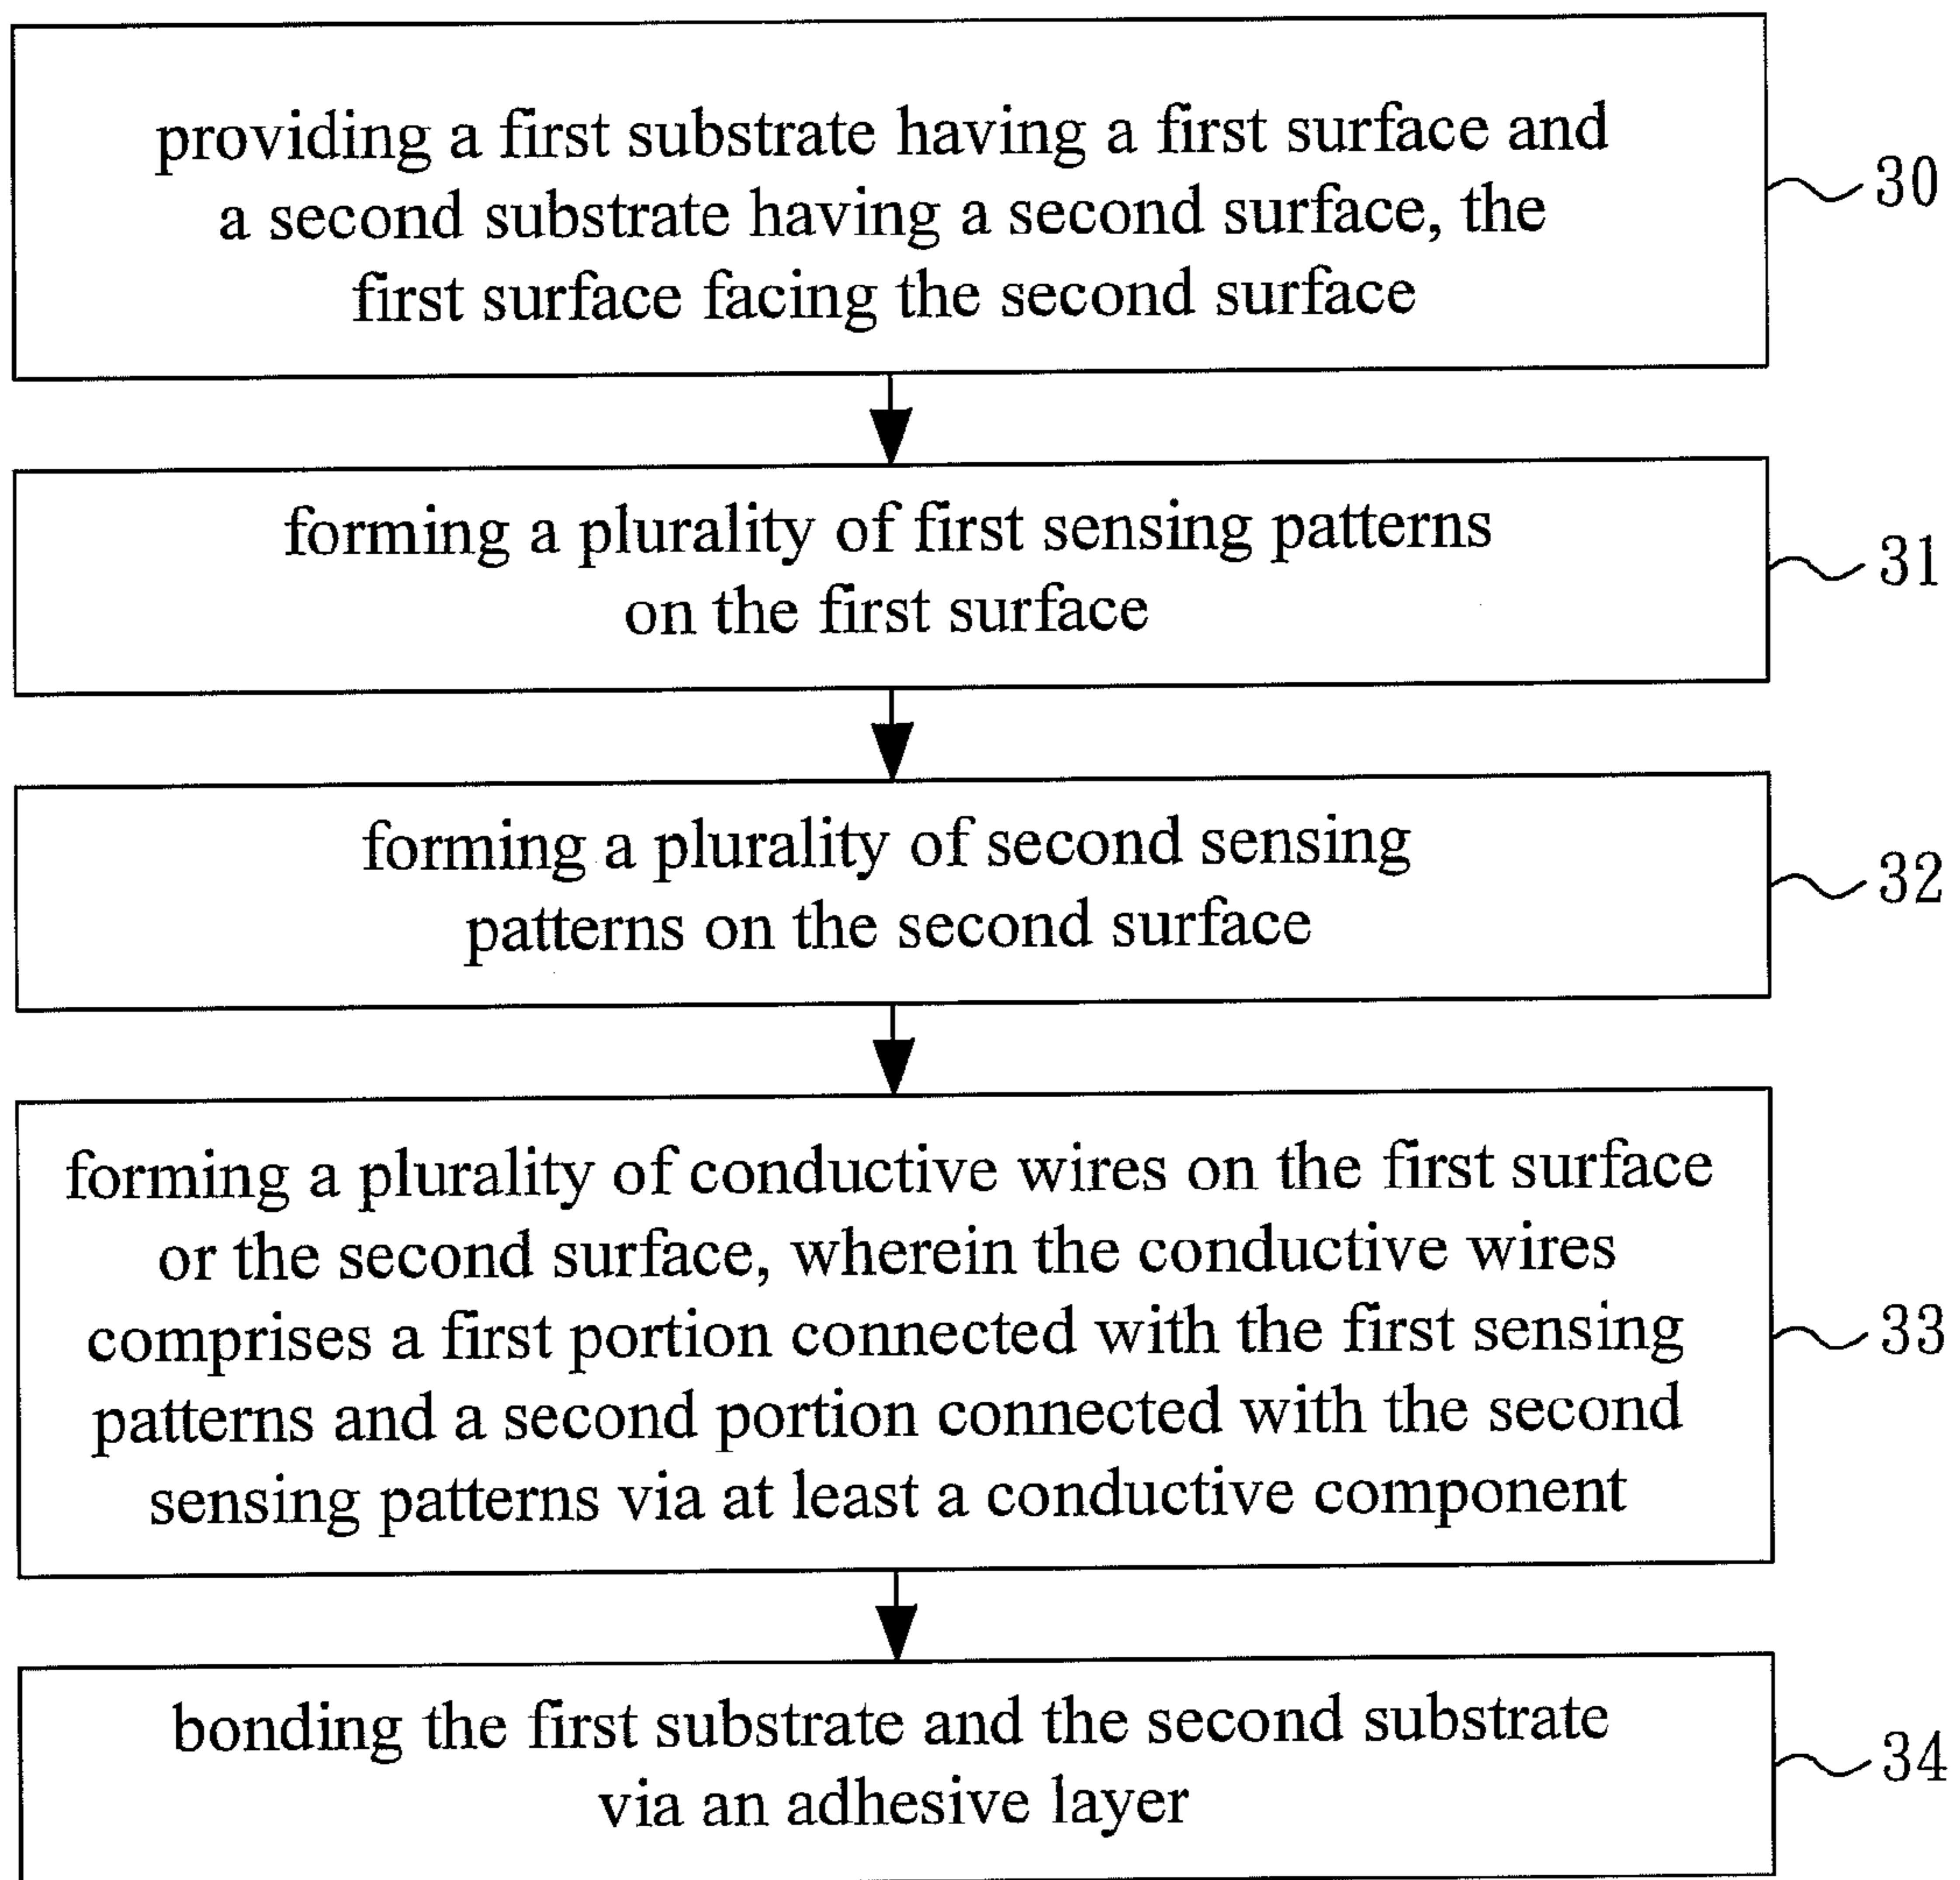 providing a first substrate having a first surface and
a second substrate having a second surface, the
first surface facing the second surface
30
forming a plurality of first sensing patterns
on the first surface
31
forming a plurality of second sensing
patterns on the second surface
32
forming a plurality of conductive wires on the first surface
or the second surface, wherein the conductive wires
comprises a first portion connected with the first sensing
patterns and a second portion connected with the second
sensing patterns via at least a conductive component
33
bonding the first substrate and the second substrate
via an adhesive layer
34